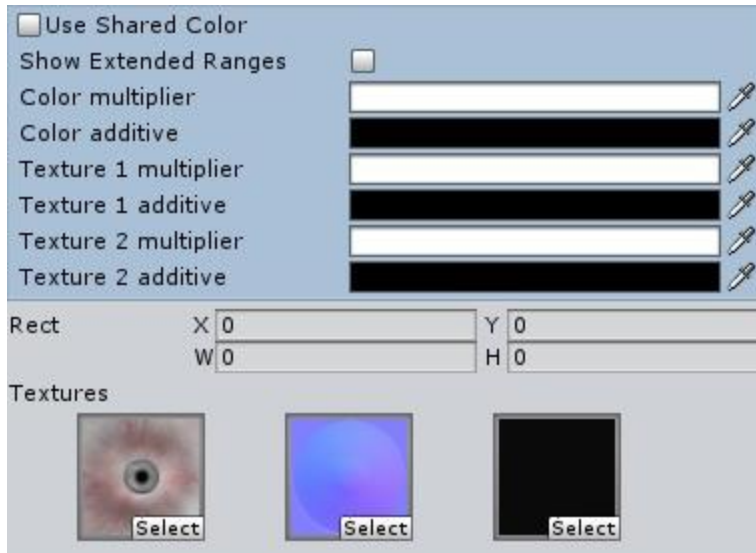 Use Shared Color
Show Extended Ranges
Color multiplier
Color additive
Texture 1 multiplier
Texture 1 additive
Texture 2 multiplier
Texture 2 additive
Rect X 0 Y 0
W 0 H 0
Textures
Select Select Select